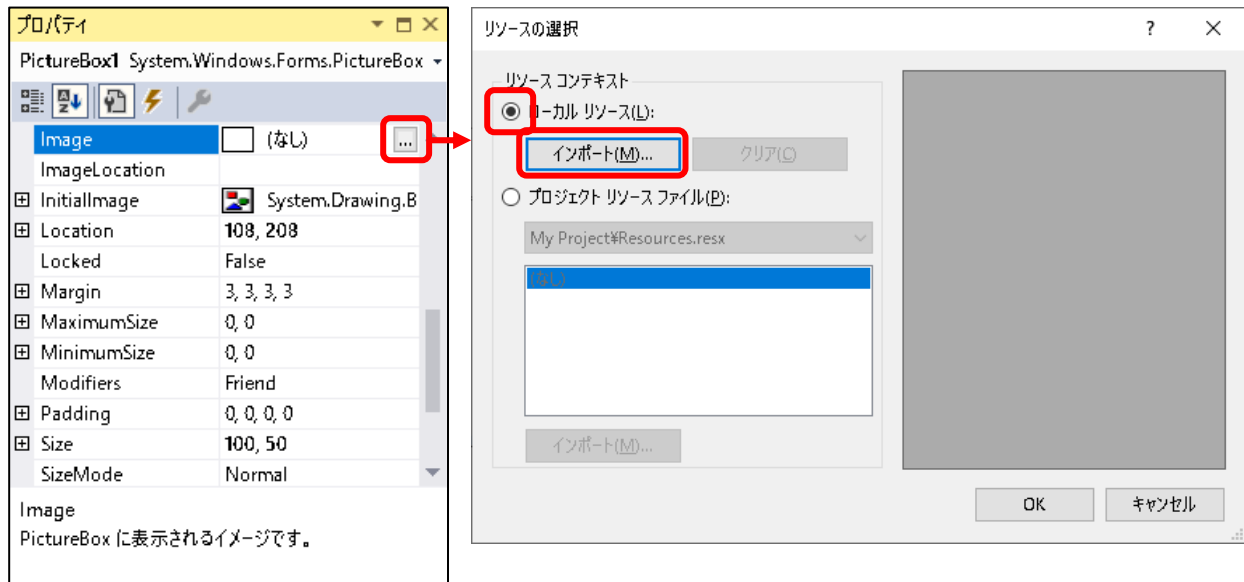 プロパティ
PictureBox1 System.Windows.Forms.PictureBox
Image (なし) ...
ImageLocation
InitialImage System.Drawing.B
Location 108, 208
Locked False
Margin 3, 3, 3, 3
MaximumSize 0, 0
MinimumSize 0, 0
Modifiers Friend
Padding 0, 0, 0, 0
Size 100, 50
SizeMode Normal
Image
PictureBox に表示されるイメージです。
リソースの選択
リソース コンテキスト
ローカル リソース(L):
インポート(M)... クリア(C)
プロジェクト リソース ファイル(P):
My Project¥Resources.resx
(なし)
インポート(M)...
OK キャンセル